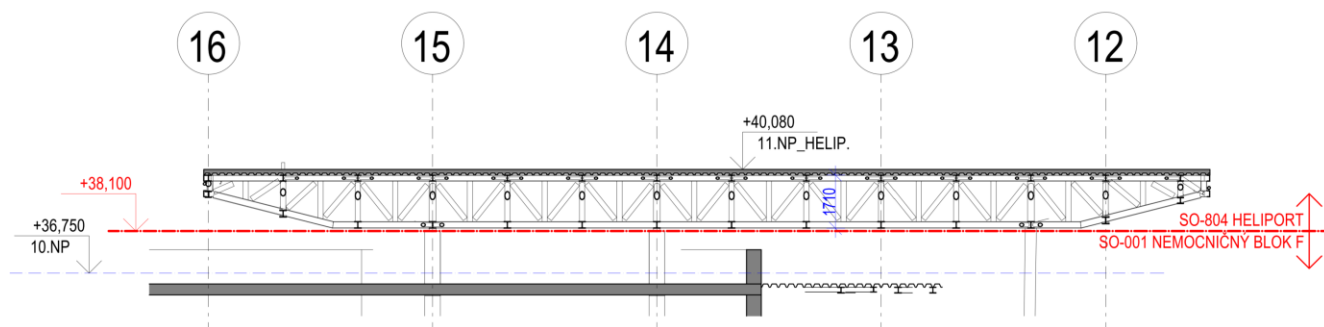 16
15
14
13
12
+40,080
11.NP_HELIP.
+38,100
1710
+36,750
10.NP
SO-804 HELIPORT
SO-001 NEMOCNIČNÝ BLOK F